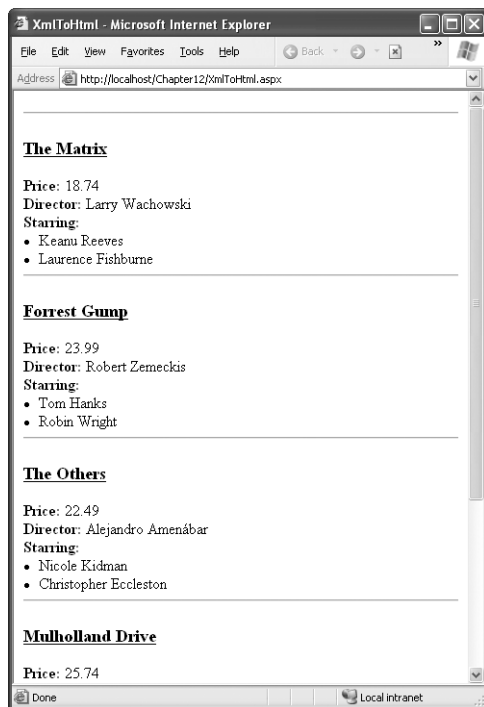 XmlToHtml - Microsoft Internet Explorer
File Edit View Favorites Tools Help Back »
Address http://localhost/Chapter12/XmlToHtml.aspx
The Matrix
Price: 18.74
Director: Larry Wachowski
Starring:
• Keanu Reeves
• Laurence Fishburne
Forrest Gump
Price: 23.99
Director: Robert Zemeckis
Starring:
• Tom Hanks
• Robin Wright
The Others
Price: 22.49
Director: Alejandro Amenábar
Starring:
• Nicole Kidman
• Christopher Eccleston
Mulholland Drive
Price: 25.74
Done Local intranet